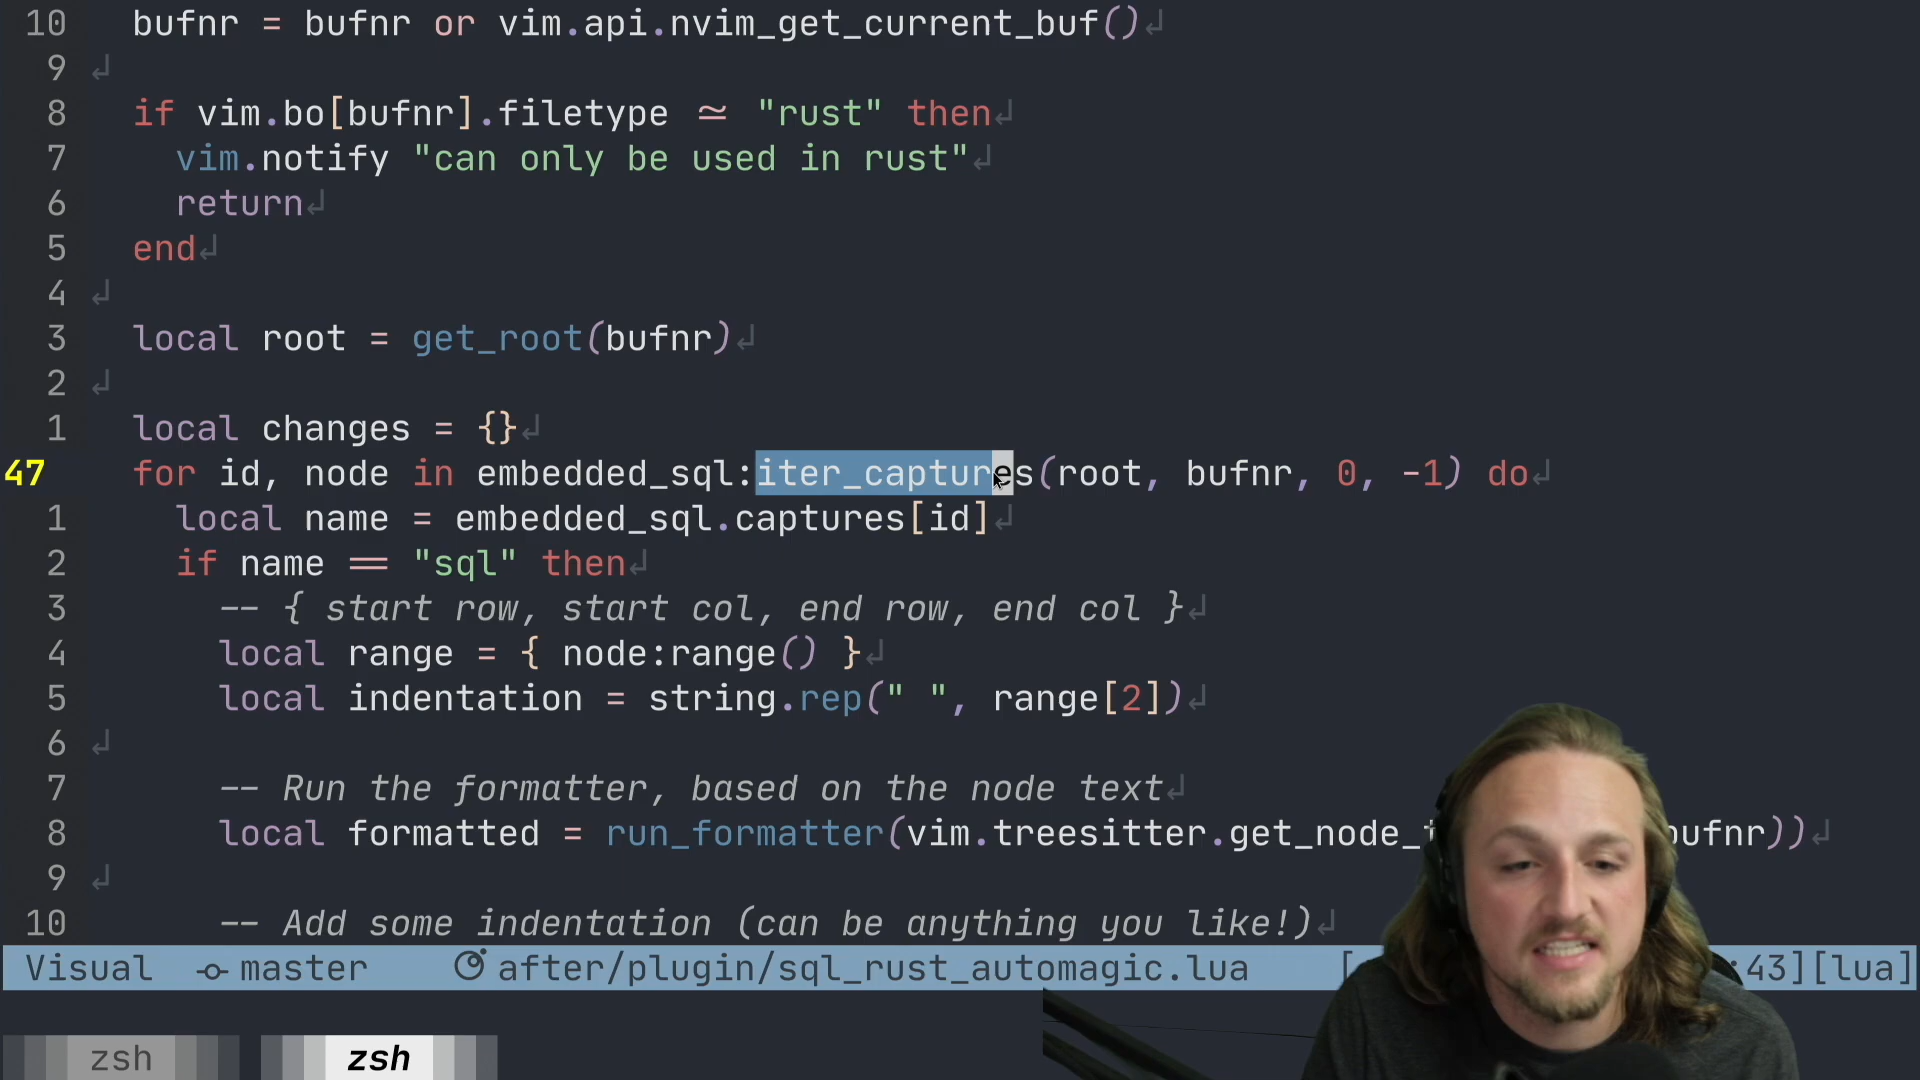 10 bufnr = bufnr or vim.api.nvim_get_current_buf()
9
8 if vim.bo[bufnr].filetype ~= "rust" then
7 vim.notify "can only be used in rust"
6 return
5 end
4
3 local root = get_root(bufnr)
2
1 local changes = {}
47 for id, node in embedded_sql:iter_captures(root, bufnr, 0, -1) do
1 local name = embedded_sql.captures[id]
2 if name == "sql" then
3 -- { start row, start col, end row, end col }
4 local range = { node:range() }
5 local indentation = string.rep(" ", range[2])
6
7 -- Run the formatter, based on the node text
8 local formatted = run_formatter(vim.treesitter.get_node_ bufnr))
9
10 -- Add some indentation (can be anything you like!)
Visual master after/plugin/sql_rust_automagic.lua [ :43][lua]
zsh zsh